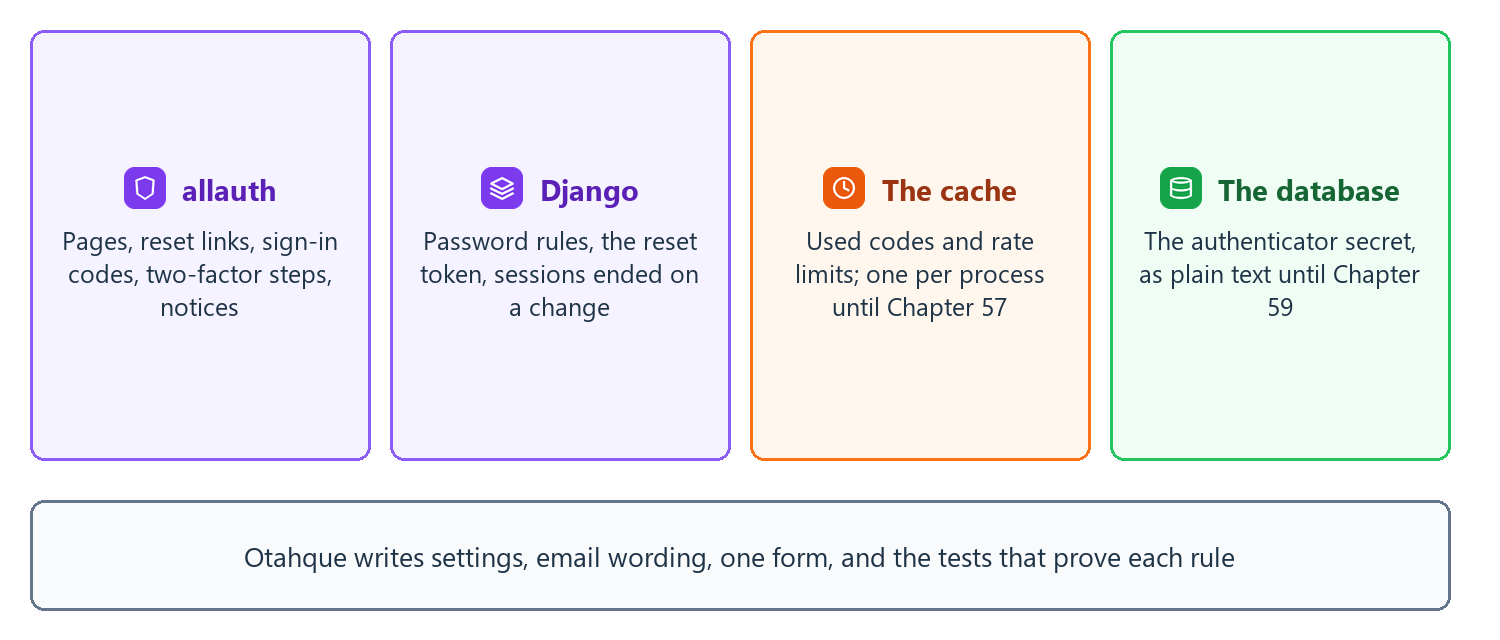 allauth
Pages, reset links, sign-in
codes, two-factor steps,
notices
Django
Password rules, the reset
token, sessions ended on
a change
The cache
Used codes and rate
limits; one per process
until Chapter 57
The database
The authenticator secret,
as plain text until Chapter
59
Otahque writes settings, email wording, one form, and the tests that prove each rule